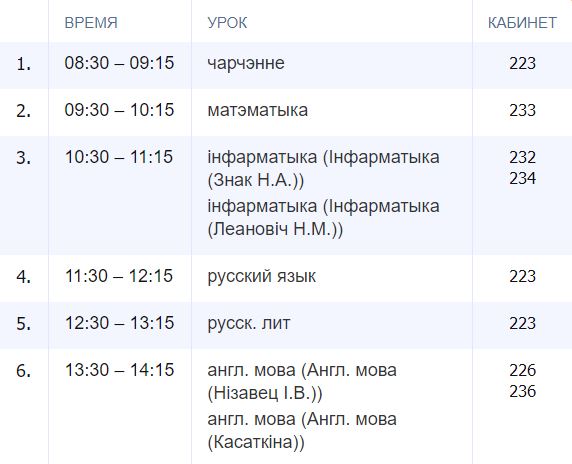 ВРЕМЯ УРОК КАБИНЕТ
1. 08:30 – 09:15 чарчэнне 223
2. 09:30 – 10:15 матэматыка 233
3. 10:30 – 11:15 інфарматыка (Інфарматыка 232
(Знак Н.А.)) 234
інфарматыка (Інфарматыка
(Леановіч Н.М.))
4. 11:30 – 12:15 русский язык 223
5. 12:30 – 13:15 русск. лит 223
6. 13:30 – 14:15 англ. мова (Англ. мова 226
(Нізавец І.В.)) 236
англ. мова (Англ. мова
(Касаткіна))